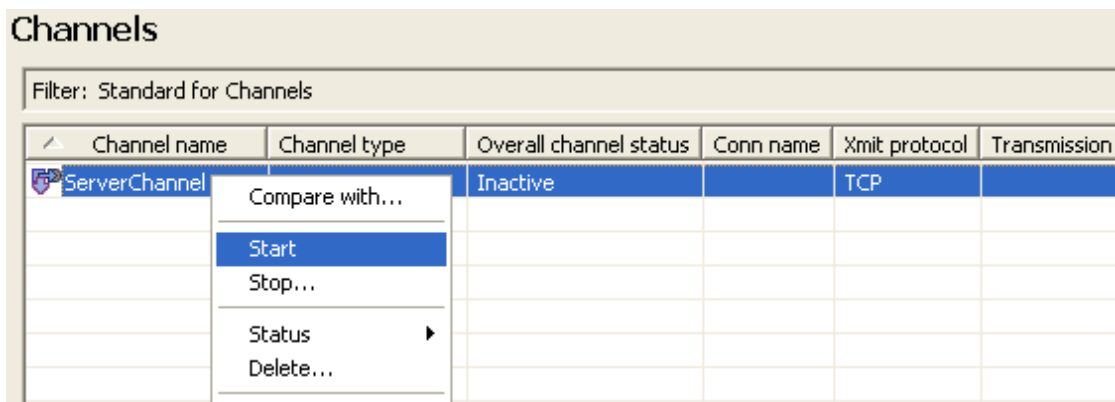 Channels
Filter: Standard for Channels
Channel name Channel type Overall channel status Conn name Xmit protocol Transmission
ServerChannel Inactive TCP
Compare with...
Start
Stop...
Status
Delete...